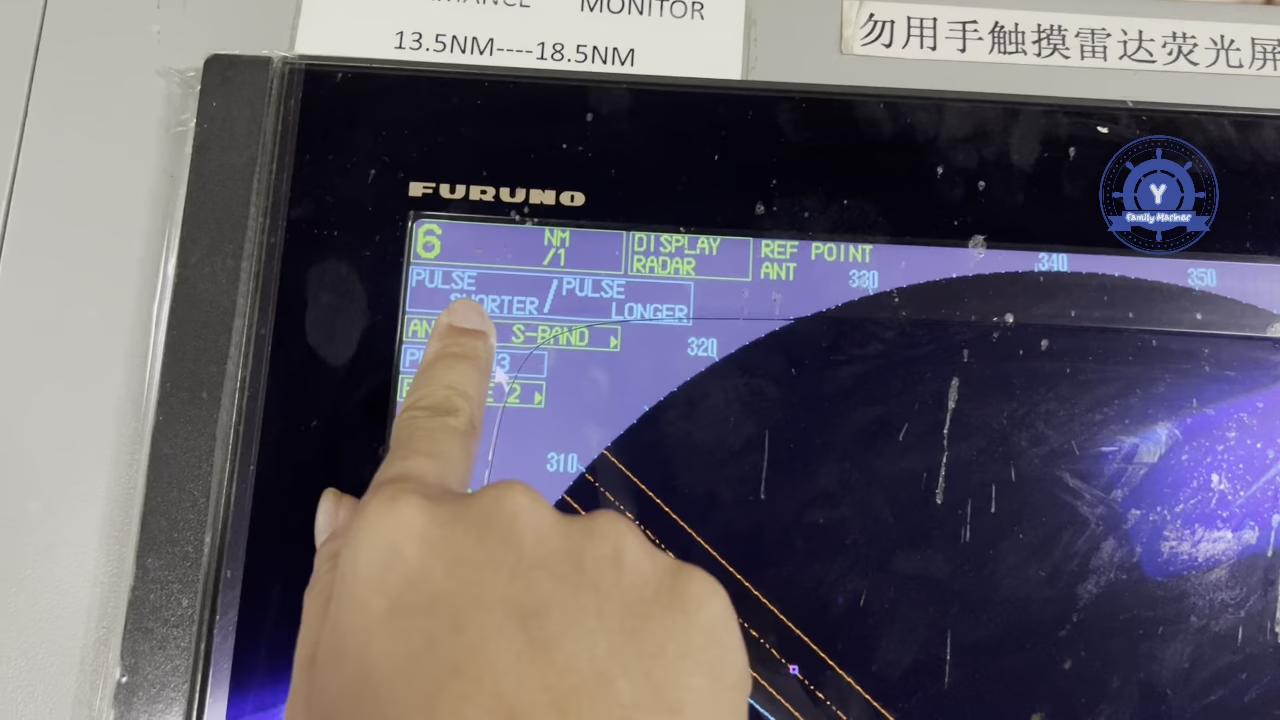 MONITOR
13.5NM----18.5NM
勿用手触摸雷达荧光屏
FURUNO
6 NM
/1
DISPLAY
RADAR
REF POINT
ANT
PULSE
SHORTER / PULSE
LONGER
S-BAND
2
330
340
350
320
310
Y
Family Mariner